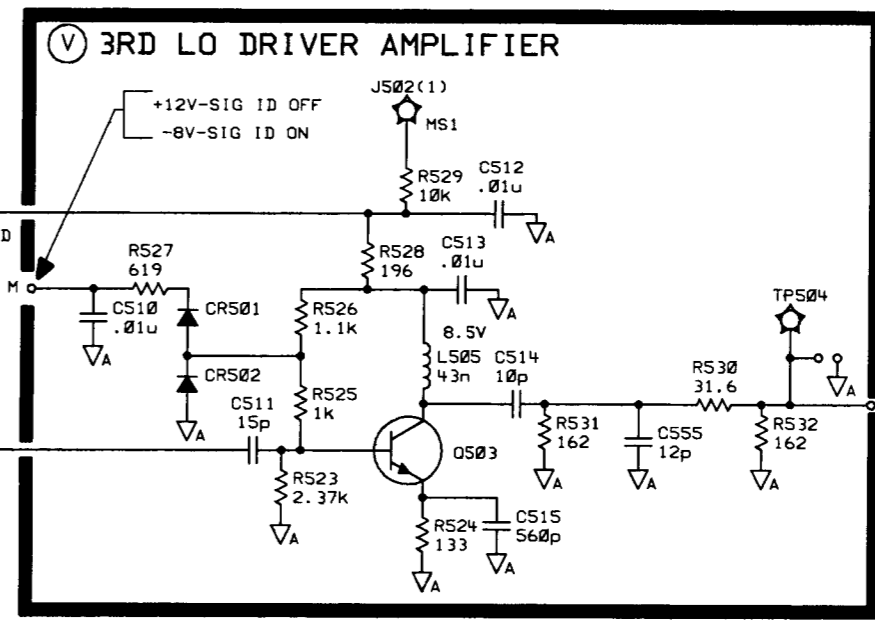 V 3RD LO DRIVER AMPLIFIER
J502(1)
+12V-SIG ID OFF
MS1
-8V-SIG ID ON
R529
10k
C512
.01u
A
D
R527
619
R528
196
C513
.01u
A
M
C510
.01u
A
CR501
R526
1.1k
8.5V
TP504
L505
43n
C514
10p
A
CR502
A
R525
1k
R530
31.6
C511
15p
R531
162
A
C555
12p
A
R532
162
A
Q503
R523
2.37k
A
R524
133
A
C515
560p
A